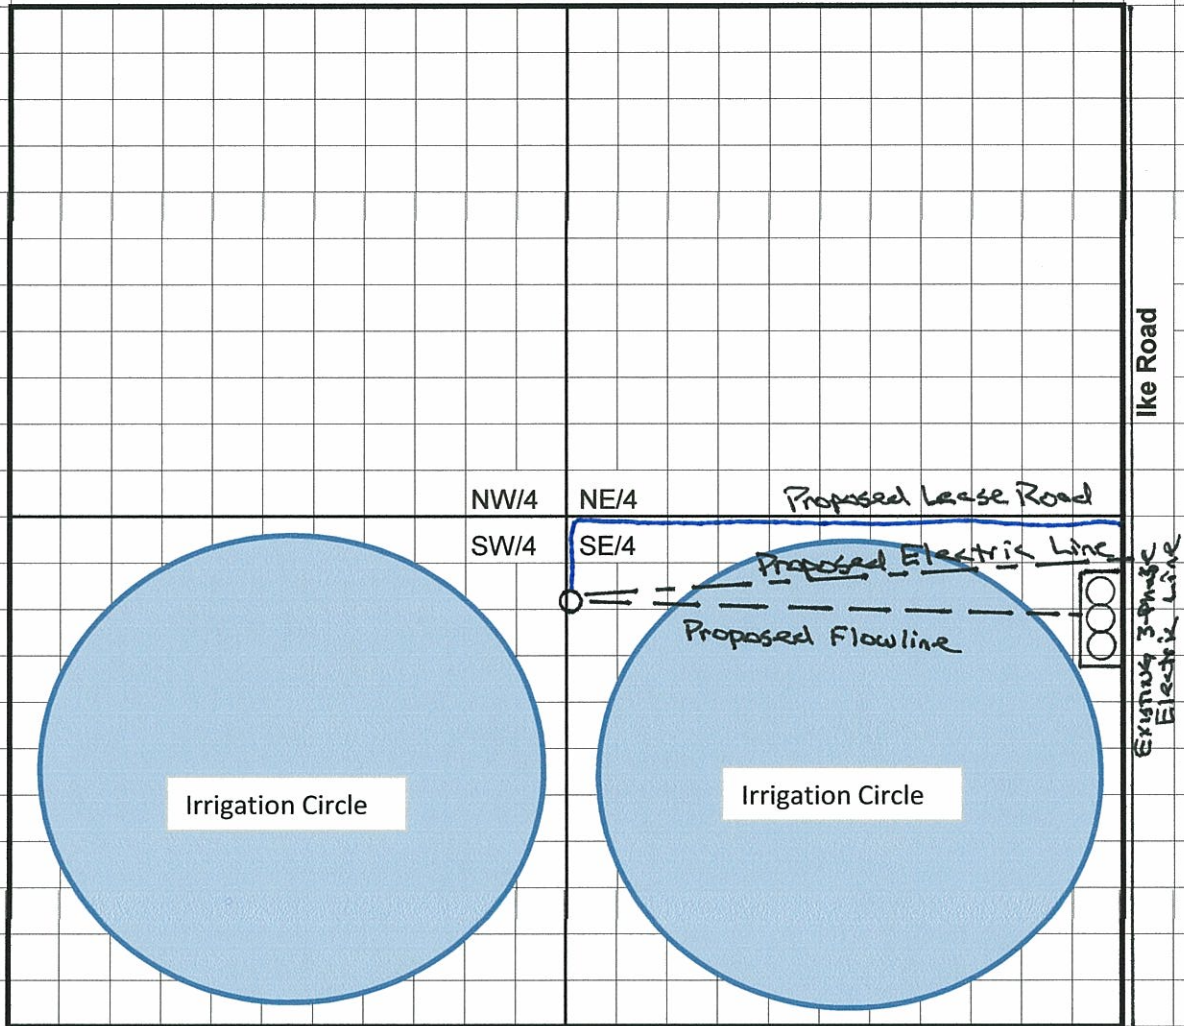 Ike Road
NW/4
NE/4
Proposed Lease Road
SW/4
SE/4
Proposed Electric Line
Existing 3-Phase
Electric Line
Proposed Flowline
Irrigation Circle
Irrigation Circle